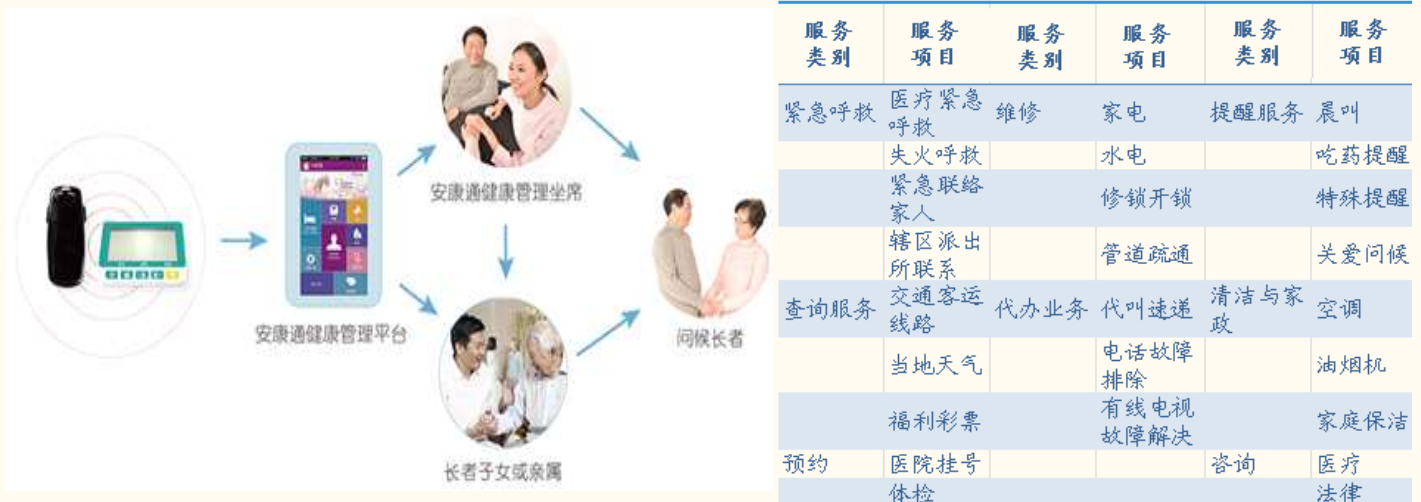 安康通健康管理坐席
安康通健康管理平台
问候长者
长者子女或亲属
服务 服务 服务 服务 服务 服务
类别 项目 类别 项目 类别 项目
紧急呼救 医疗紧急 维修 家电 提醒服务 晨叫
呼救
失火呼救 水电 吃药提醒
紧急联络 修锁开锁 特殊提醒
家人
辖区派出 管道疏通 关爱问候
所联系
查询服务 交通客运 代办业务 代叫速递 清洁与家 空调
线路 政
当地天气 电话故障 油烟机
排除
福利彩票 有线电视 家庭保洁
故障解决
预约 医院挂号 咨询 医疗
体检 法律